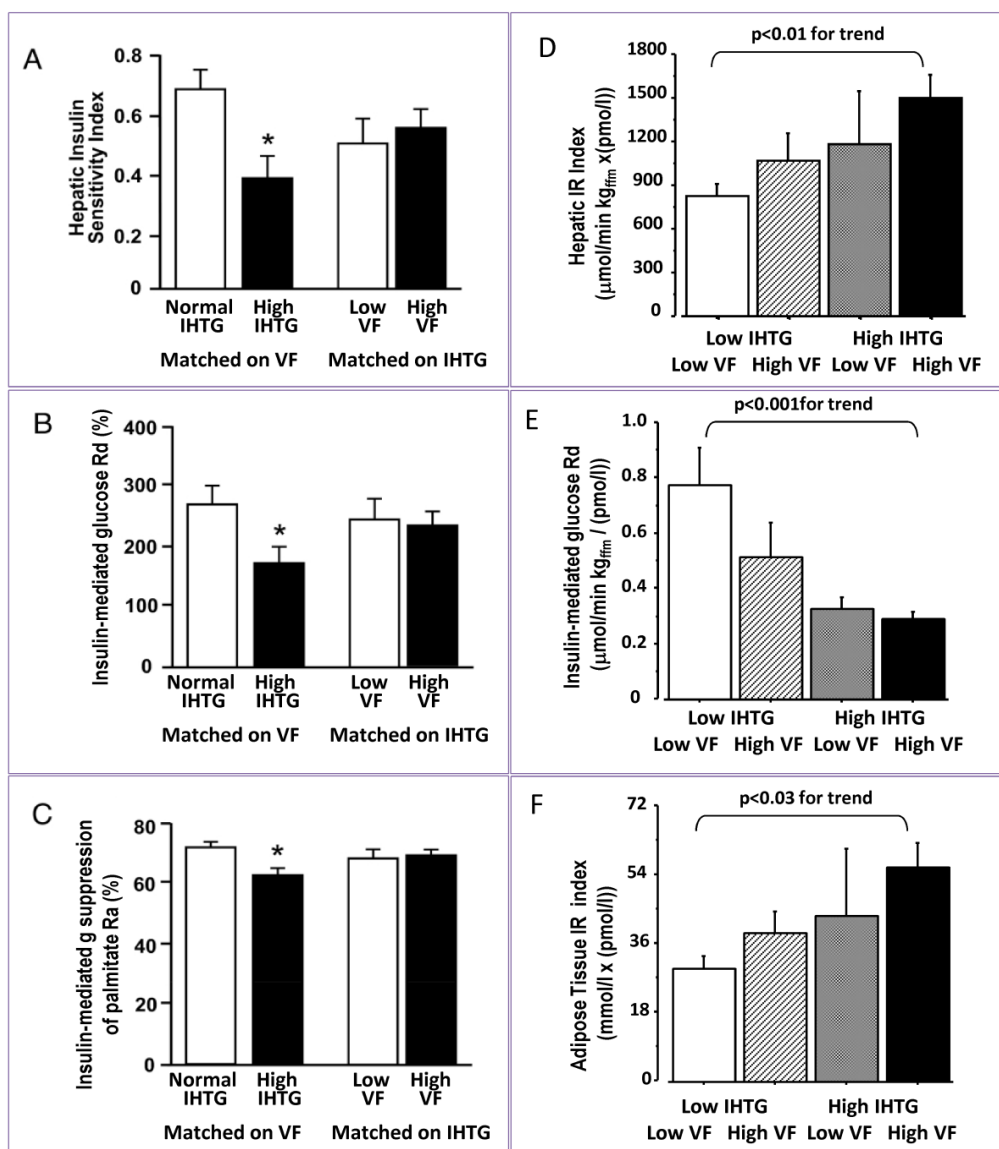 A
Hepatic Insulin
Sensitivity Index
0.8
0.6
0.4
0.2
0
*
Normal IHTG
High IHTG
Low VF
High VF
Matched on VF
Matched on IHTG
B
Insulin-mediated glucose Rd (%)
400
300
200
100
0
*
Normal IHTG
High IHTG
Low VF
High VF
Matched on VF
Matched on IHTG
C
Insulin-mediated g suppression
of palmitate Ra (%)
80
60
40
20
0
*
Normal IHTG
High IHTG
Low VF
High VF
Matched on VF
Matched on IHTG
D
p<0.01 for trend
Hepatic IR Index
(μmol/min kgffm x(pmo/l))
1800
1500
1200
900
600
300
0
Low IHTG
High IHTG
Low VF
High VF
Low VF
High VF
E
p<0.001for trend
Insulin-mediated glucose Rd
(μmol/min kgffm / (pmo/l))
1.0
0.8
0.6
0.4
0.2
0
Low IHTG
High IHTG
Low VF
High VF
Low VF
High VF
F
p<0.03 for trend
Adipose Tissue IR index
(mmol/l x (pmol/l))
72
54
36
18
0
Low IHTG
High IHTG
Low VF
High VF
Low VF
High VF